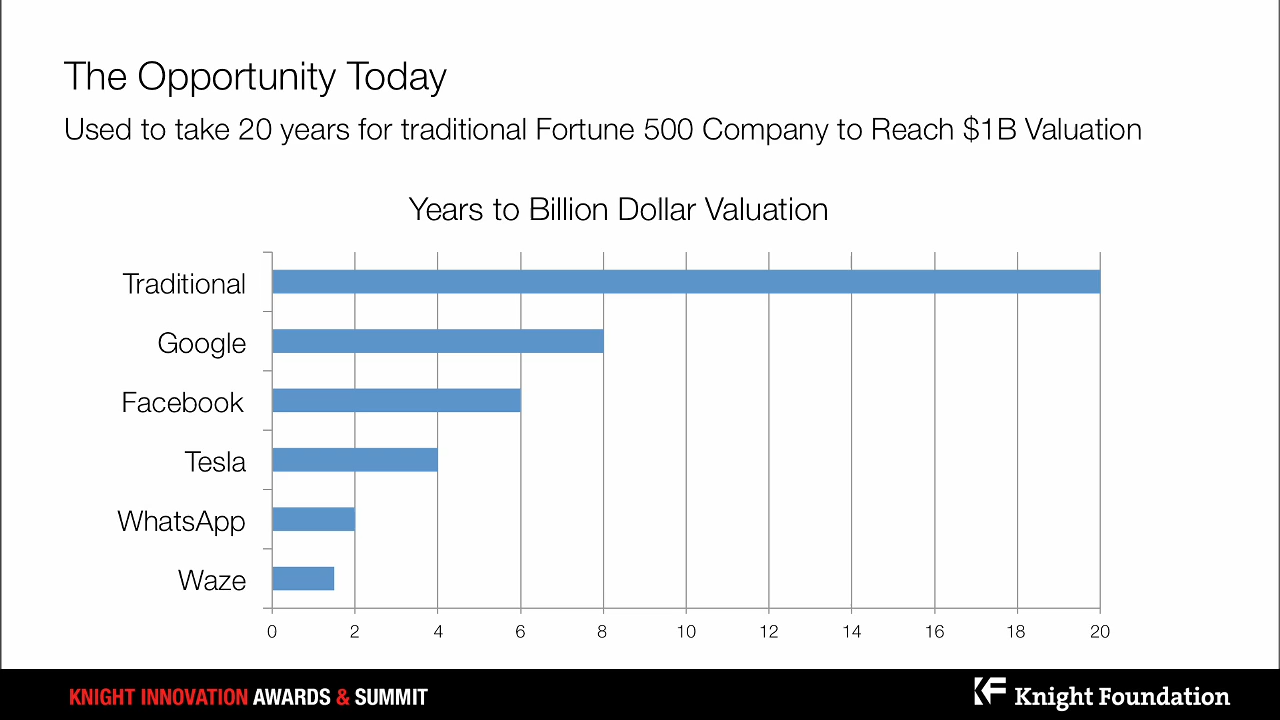 The Opportunity Today
Used to take 20 years for traditional Fortune 500 Company to Reach $1B Valuation
Years to Billion Dollar Valuation
Traditional
Google
Facebook
Tesla
WhatsApp
Waze
0 2 4 6 8 10 12 14 16 18 20
KNIGHT INNOVATION AWARDS & SUMMIT
KF Knight Foundation